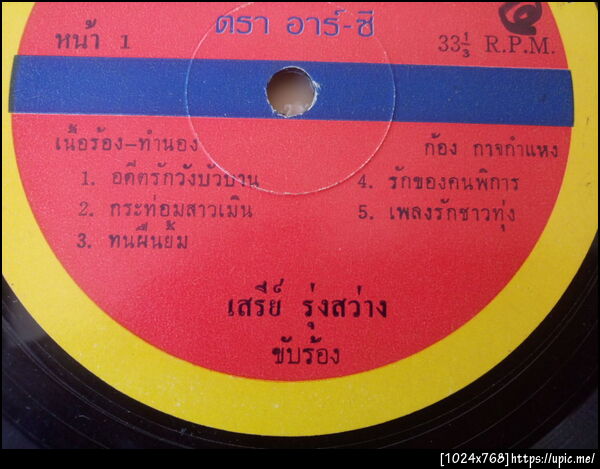 ตรา อาร์-ซี
หน้า 1
33⅓ R.P.M.
เนื้อร้อง-ทำนอง
ก้อง กาจกำแหง
1. อดีตรักวังบัวบาน
2. กระท่อมสาวเมิน
3. ทนฝืนยิ้ม
4. รักของคนพิการ
5. เพลงรักชาวทุ่ง
เสรีย์ รุ่งสว่าง
ขับร้อง
[1024x768]https://upic.me/